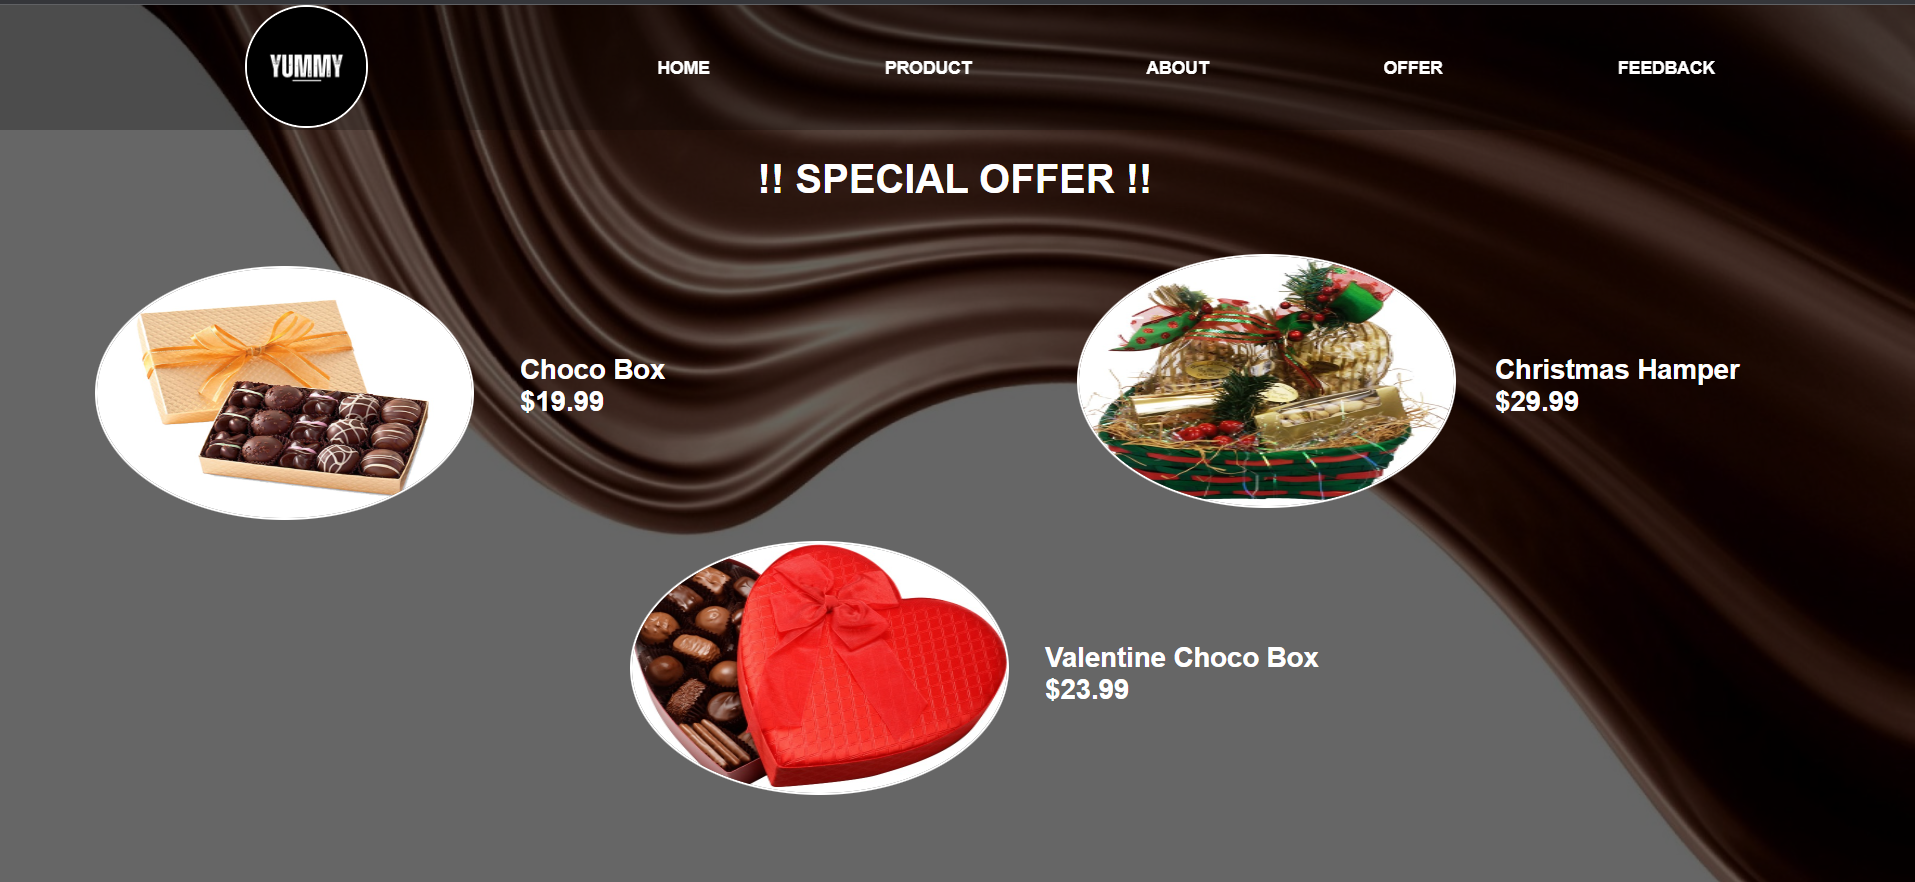 YUMMY
HOME PRODUCT ABOUT OFFER FEEDBACK
!! SPECIAL OFFER !!
Choco Box
$19.99
Christmas Hamper
$29.99
Valentine Choco Box
$23.99